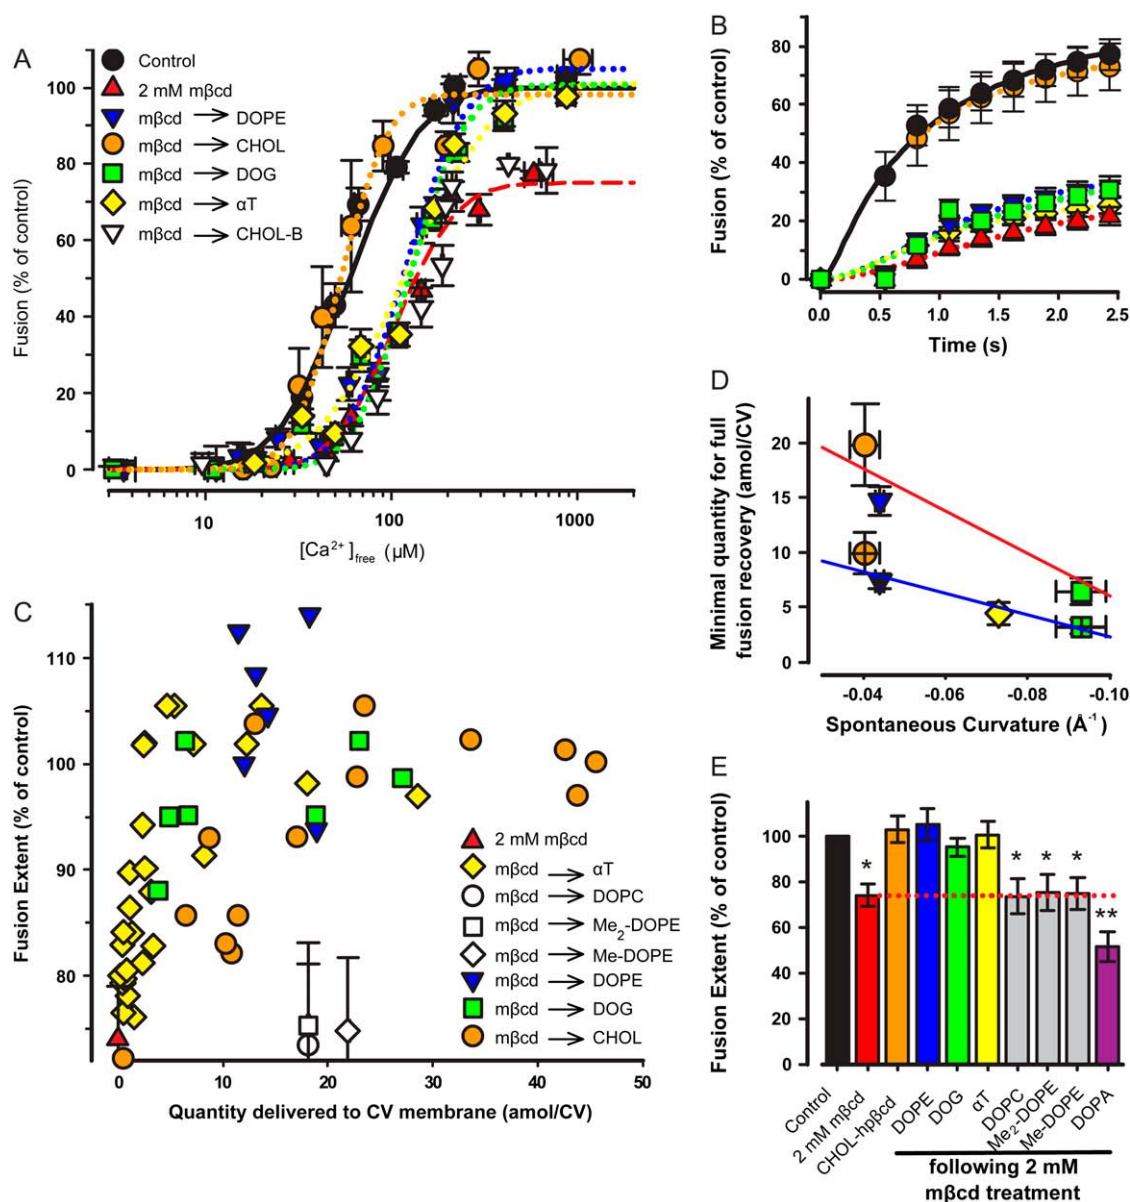 A
Control
2 mM mβcd
mβcd → DOPE
mβcd → CHOL
mβcd → DOG
mβcd → αT
mβcd → CHOL-B
Fusion (% of control)
100
80
60
40
20
0
10
100
1000
[Ca²⁺]free (µM)
B
Fusion (% of control)
80
60
40
20
0
0.0
0.5
1.0
1.5
2.0
2.5
Time (s)
C
Fusion Extent (% of control)
110
100
90
80
2 mM mβcd
mβcd → αT
mβcd → DOPC
mβcd → Me₂-DOPE
mβcd → Me-DOPE
mβcd → DOPE
mβcd → DOG
mβcd → CHOL
0
10
20
30
40
50
Quantity delivered to CV membrane (amol/CV)
D
Minimal quantity for full
fusion recovery (amol/CV)
20
15
10
5
0
-0.04
-0.06
-0.08
-0.10
Spontaneous Curvature (Å⁻¹)
E
Fusion Extent (% of control)
100
80
60
40
20
0
*
*
*
*
**
Control
2 mM mβcd
CHOL-hpβcd
DOPE
DOG
αT
DOPC
Me₂-DOPE
Me-DOPE
DOPA
following 2 mM
mβcd treatment